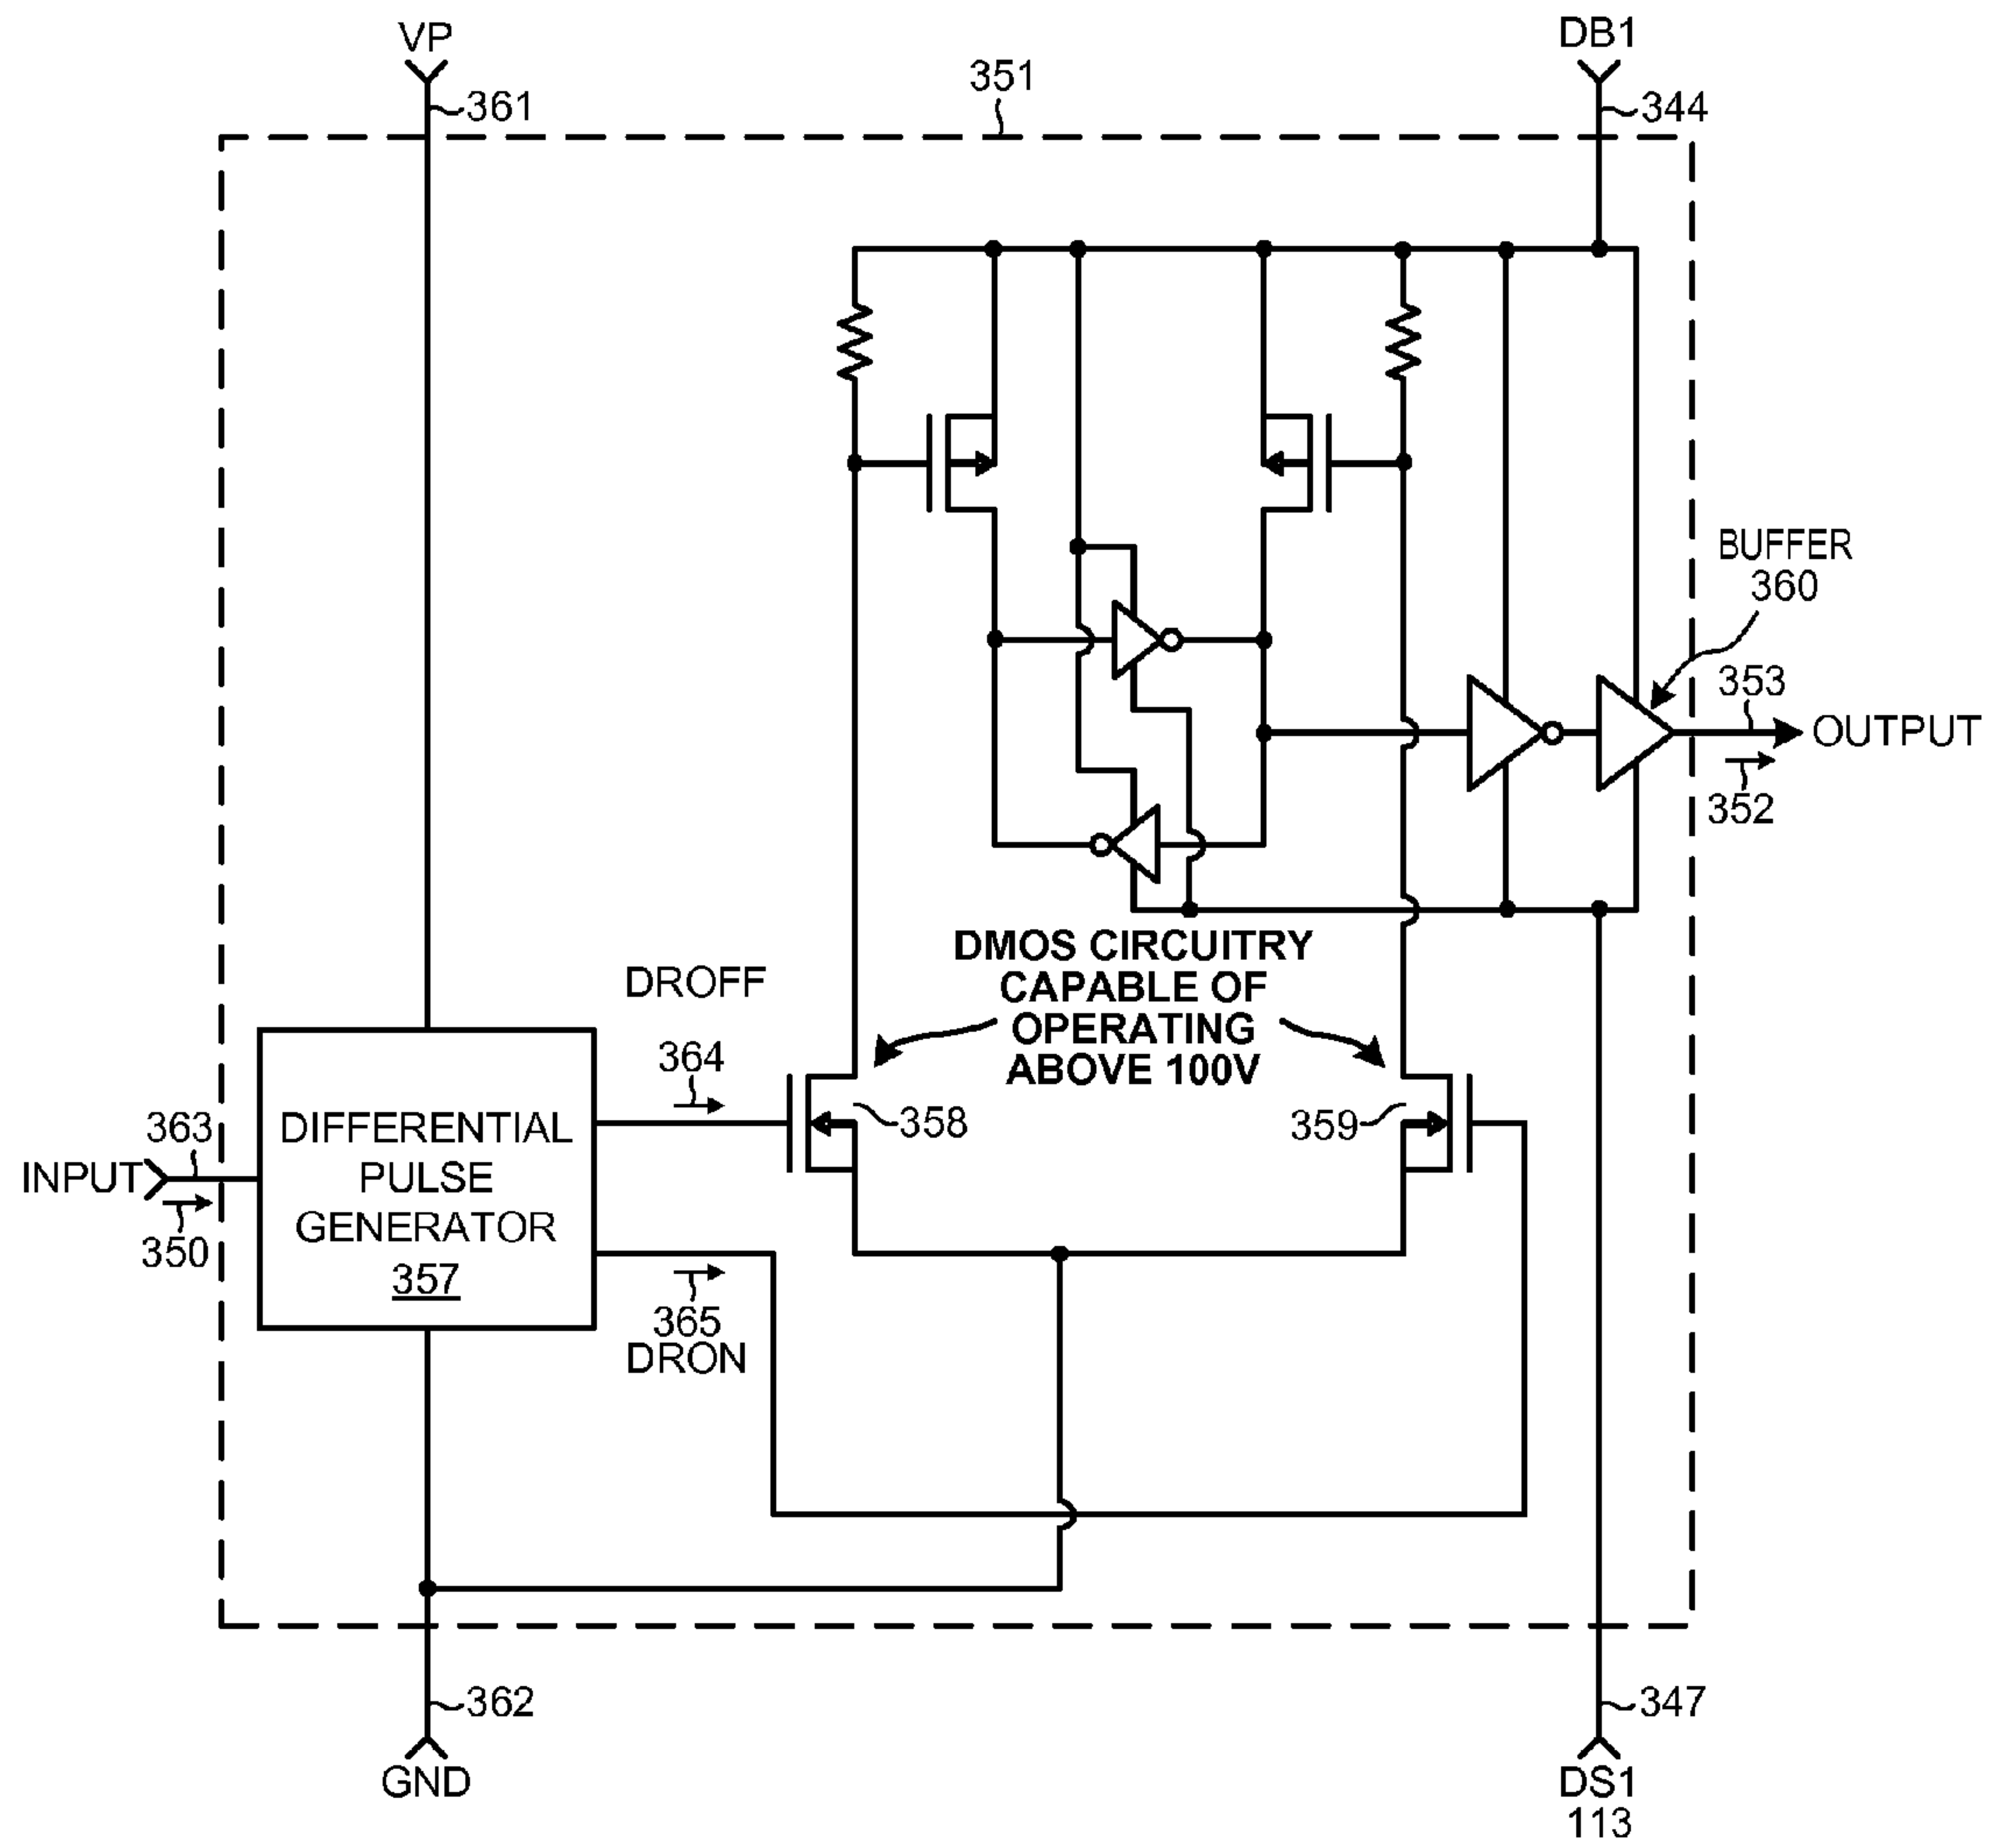 VP
DB1
351
361
344
BUFFER
360
353
OUTPUT
352
DMOS CIRCUITRY
CAPABLE OF
OPERATING
ABOVE 100V
DROFF
364
358
359
363
INPUT
350
DIFFERENTIAL
PULSE
GENERATOR
357
365
DRON
362
347
GND
DS1
113